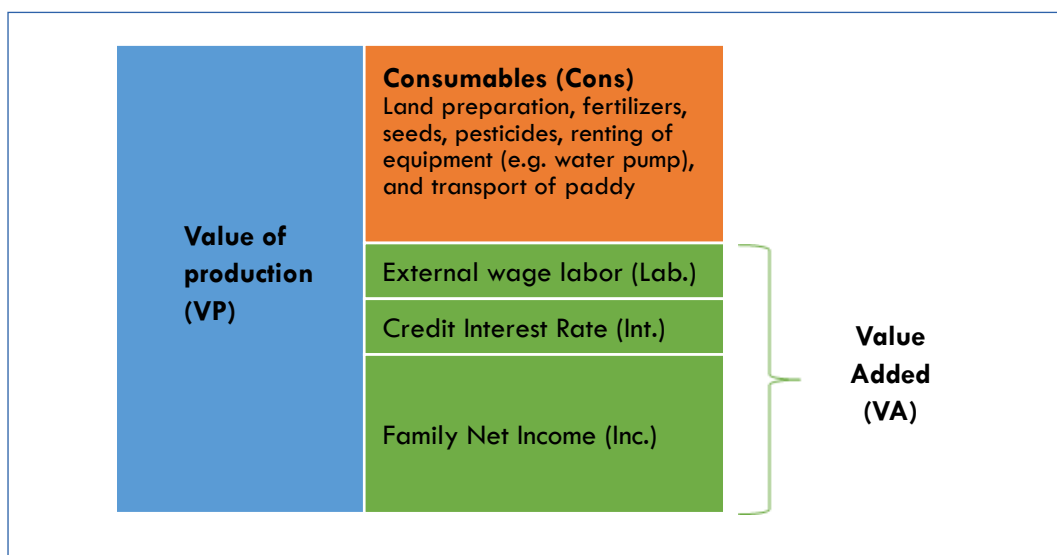 Consumables (Cons)
Land preparation, fertilizers,
seeds, pesticides, renting of
equipment (e.g. water pump),
and transport of paddy
Value of
production
(VP)
External wage labor (Lab.)
Credit Interest Rate (Int.)
Family Net Income (Inc.)
Value
Added
(VA)